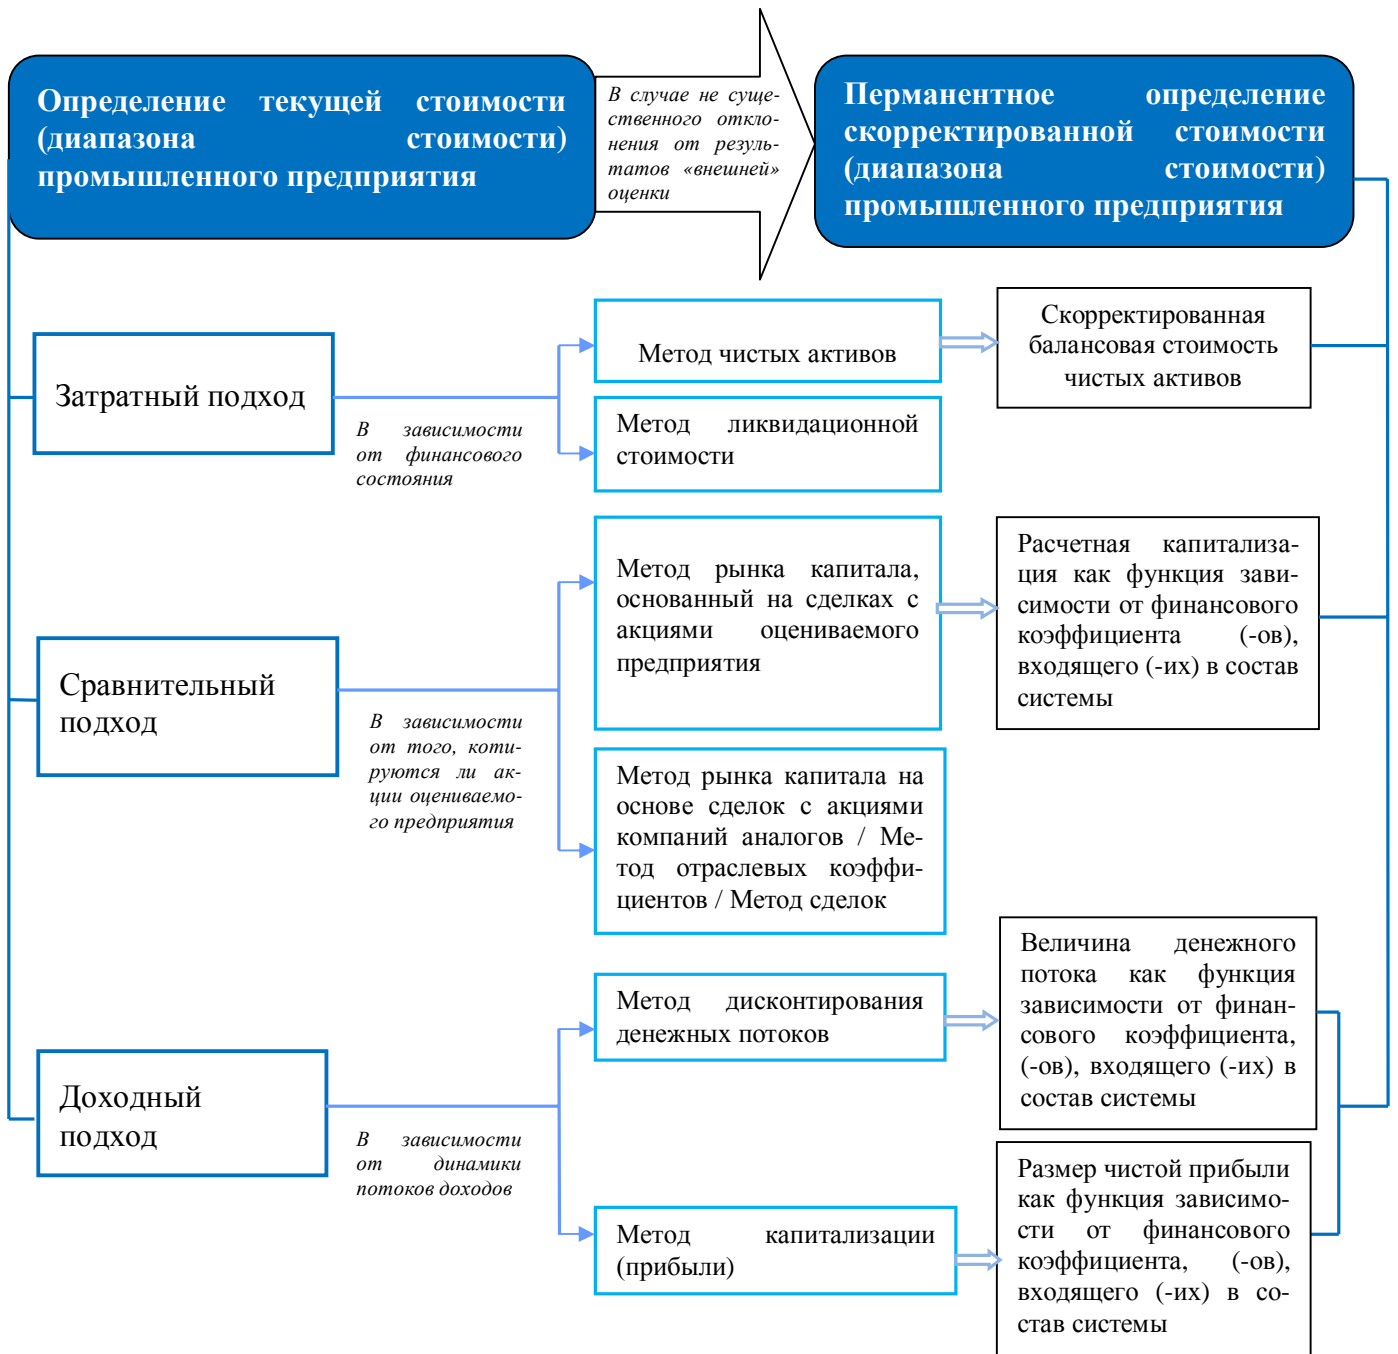 Определение текущей стоимости
(диапазона стоимости)
промышленного предприятия
В случае не суще-
ственного откло-
нения от резуль-
татов «внешней»
оценки
Перманентное определение
скорректированной стоимости
(диапазона стоимости)
промышленного предприятия
Затратный подход
В зависимости
от финансового
состояния
Метод чистых активов
Скорректированная
балансовая стоимость
чистых активов
Метод ликвидационной
стоимости
Сравнительный
подход
В зависимости
от того, коти-
руются ли ак-
ции оцениваемо-
го предприятия
Метод рынка капитала,
основанный на сделках с
акциями оцениваемого
предприятия
Расчетная капитализа-
ция как функция зави-
симости от финансового
коэффициента (-ов),
входящего (-их) в состав
системы
Метод рынка капитала на
основе сделок с акциями
компаний аналогов / Ме-
тод отраслевых коэффи-
циентов / Метод сделок
Доходный
подход
В зависимости
от динамики
потоков доходов
Метод дисконтирования
денежных потоков
Величина денежного
потока как функция
зависимости от финан-
сового коэффициента,
(-ов), входящего (-их) в
состав системы
Метод капитализации
(прибыли)
Размер чистой прибыли
как функция зависимо-
сти от финансового
коэффициента, (-ов),
входящего (-их) в со-
став системы